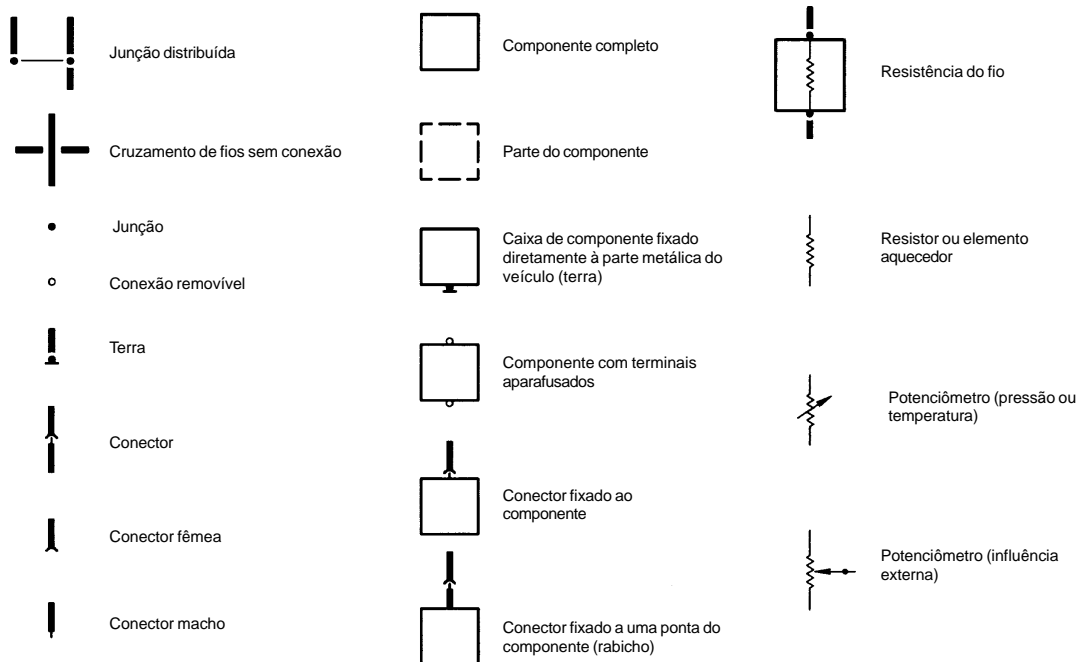 Junção distribuída
Cruzamento de fios sem conexão
Junção
Conexão removível
Terra
Conector
Conector fêmea
Conector macho
Componente completo
Parte do componente
Caixa de componente fixado
diretamente à parte metálica do
veículo (terra)
Componente com terminais
aparafusados
Conector fixado ao
componente
Conector fixado a uma ponta do
componente (rabicho)
Resistência do fio
Resistor ou elemento
aquecedor
Potenciômetro (pressão ou
temperatura)
Potenciômetro (influência
externa)